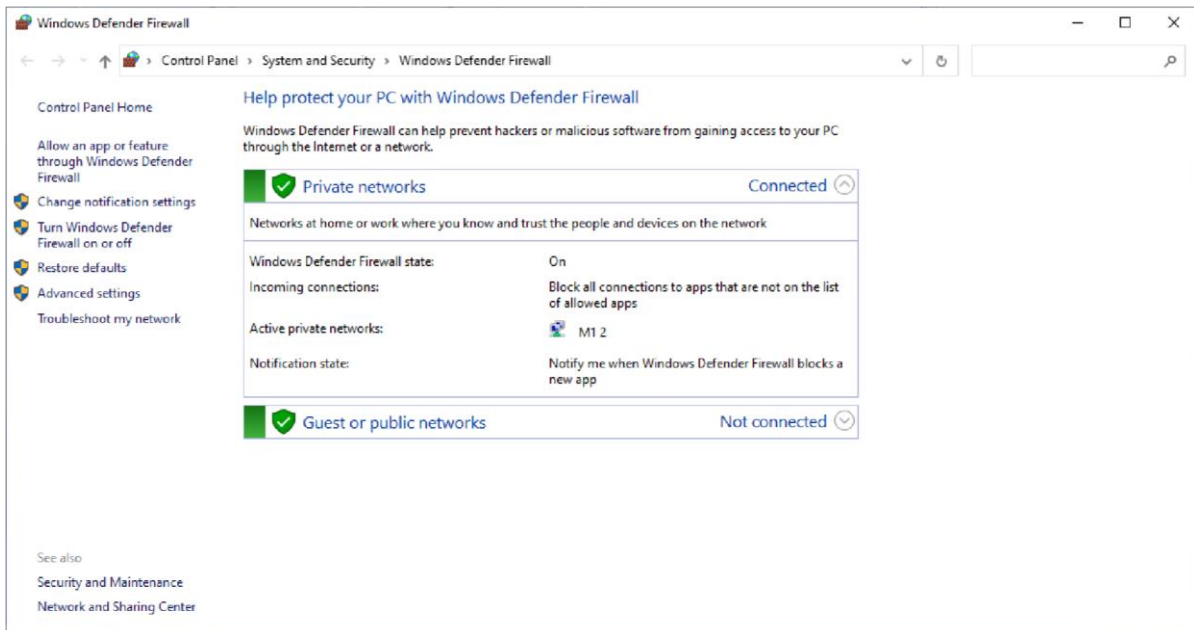 Windows Defender Firewall
Control Panel › System and Security › Windows Defender Firewall
Control Panel Home
Allow an app or feature
through Windows Defender
Firewall
Change notification settings
Turn Windows Defender
Firewall on or off
Restore defaults
Advanced settings
Troubleshoot my network
Help protect your PC with Windows Defender Firewall
Windows Defender Firewall can help prevent hackers or malicious software from gaining access to your PC
through the Internet or a network.
Private networks Connected
Networks at home or work where you know and trust the people and devices on the network
Windows Defender Firewall state: On
Incoming connections: Block all connections to apps that are not on the list
of allowed apps
Active private networks: M1 2
Notification state: Notify me when Windows Defender Firewall blocks a
new app
Guest or public networks Not connected
See also
Security and Maintenance
Network and Sharing Center